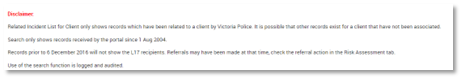 Disclaimer
Related Incident List for Client only shows records which have been related to a client by Victoria Police. It is possible that other records exist for a client that have not been associated.
Search only shows records received by the portal since 1 Aug 2004.
Records prior to 6 December 2016 will not show the L17 recipients. Referrals may have been made at that time, check the referral action in the Risk Assessment tab.
Use of the search function is logged and audited.